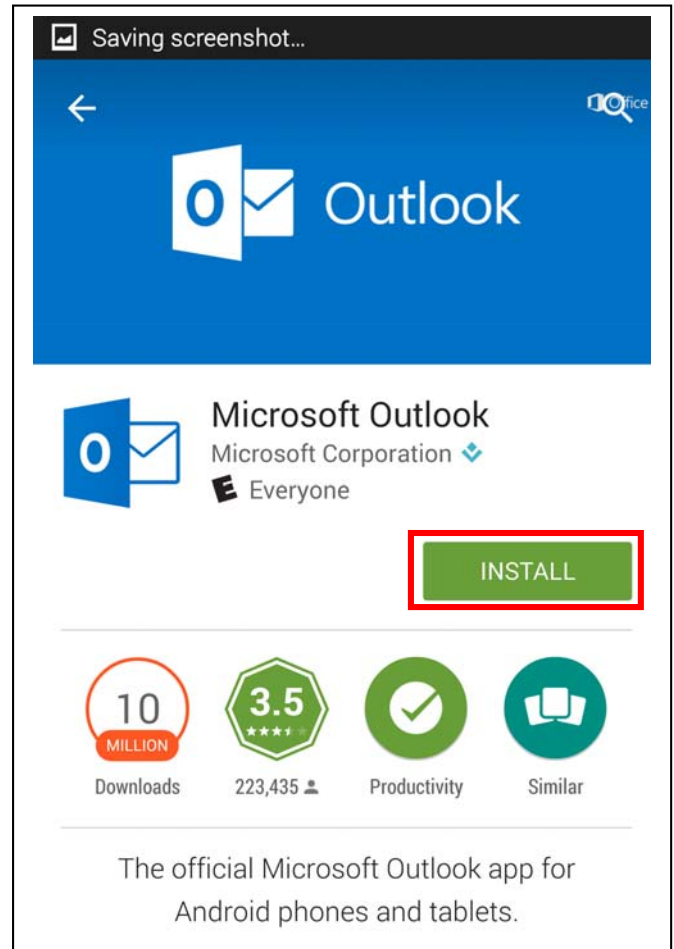 Saving screenshot...
Office
Outlook
Microsoft Outlook
Microsoft Corporation
E Everyone
INSTALL
10
MILLION
3.5
Downloads
223,435
Productivity
Similar
The official Microsoft Outlook app for
Android phones and tablets.